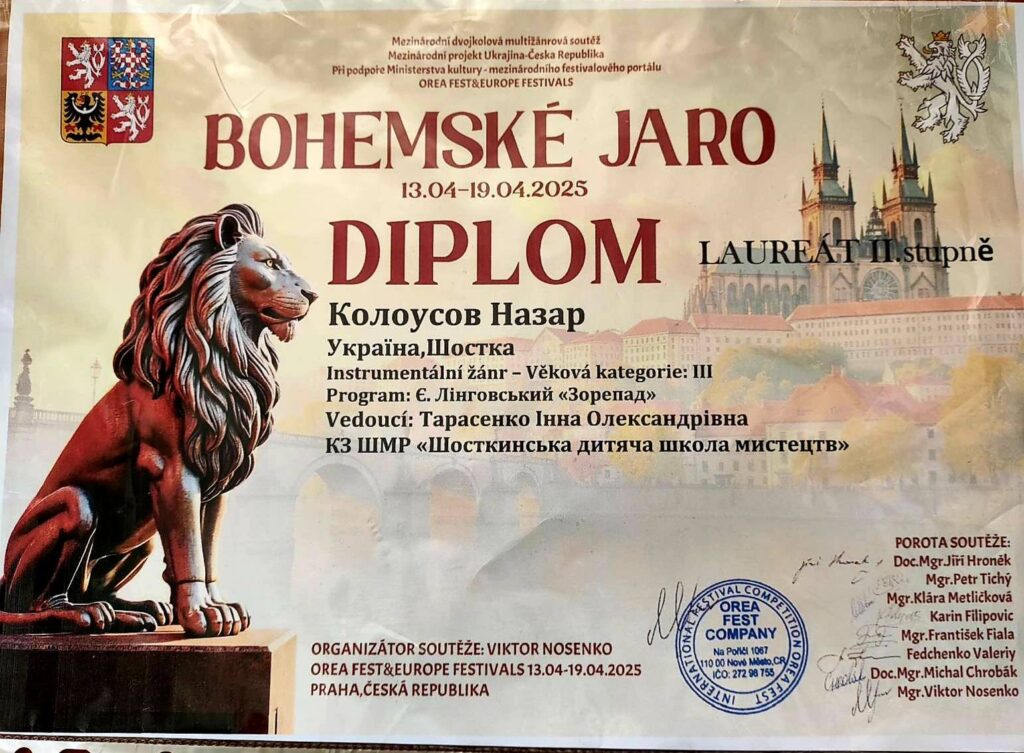 Mezinárodní dvojkolová multižánrová soutěž
Mezinárodní projekt Ukrajina-Česka Republika
Při podpoře Ministerstva kultury - mezinárodního festivalového portálu
OREA FEST&EUROPE FESTIVALS
BOHEMSKÉ JARO
13.04-19.04.2025
DIPLOM
LAUREÁT II.stupně
Колоусов Назар
Україна,Шостка
Instrumentální žánr – Věková kategorie: III
Program: Є. Лінговський «Зорепад»
Vedoucí: Тарасенко Інна Олександрівна
КЗ ШМР «Шосткинська дитяча школа мистецтв»
POROTA SOUTĚŽE:
Doc.Mgr.Jiří Hroněk
Mgr.Petr Tichý
Mgr.Klára Metličková
Karin Filipovic
Mgr.František Fiala
Fedchenko Valeriy
Doc.Mgr.Michal Chrobák
Mgr.Viktor Nosenko
INTERNATIONAL FESTIVAL COMPETITION OREA FEST
OREA
FEST
COMPANY
Na Poříčí 1067
110 00 Nové Město,ČR
IČO: 272 98 755
ORGANIZÁTOR SOUTĚŽE: VIKTOR NOSENKO
OREA FEST&EUROPE FESTIVALS 13.04-19.04.2025
PRAHA,ČESKÁ REPUBLIKA